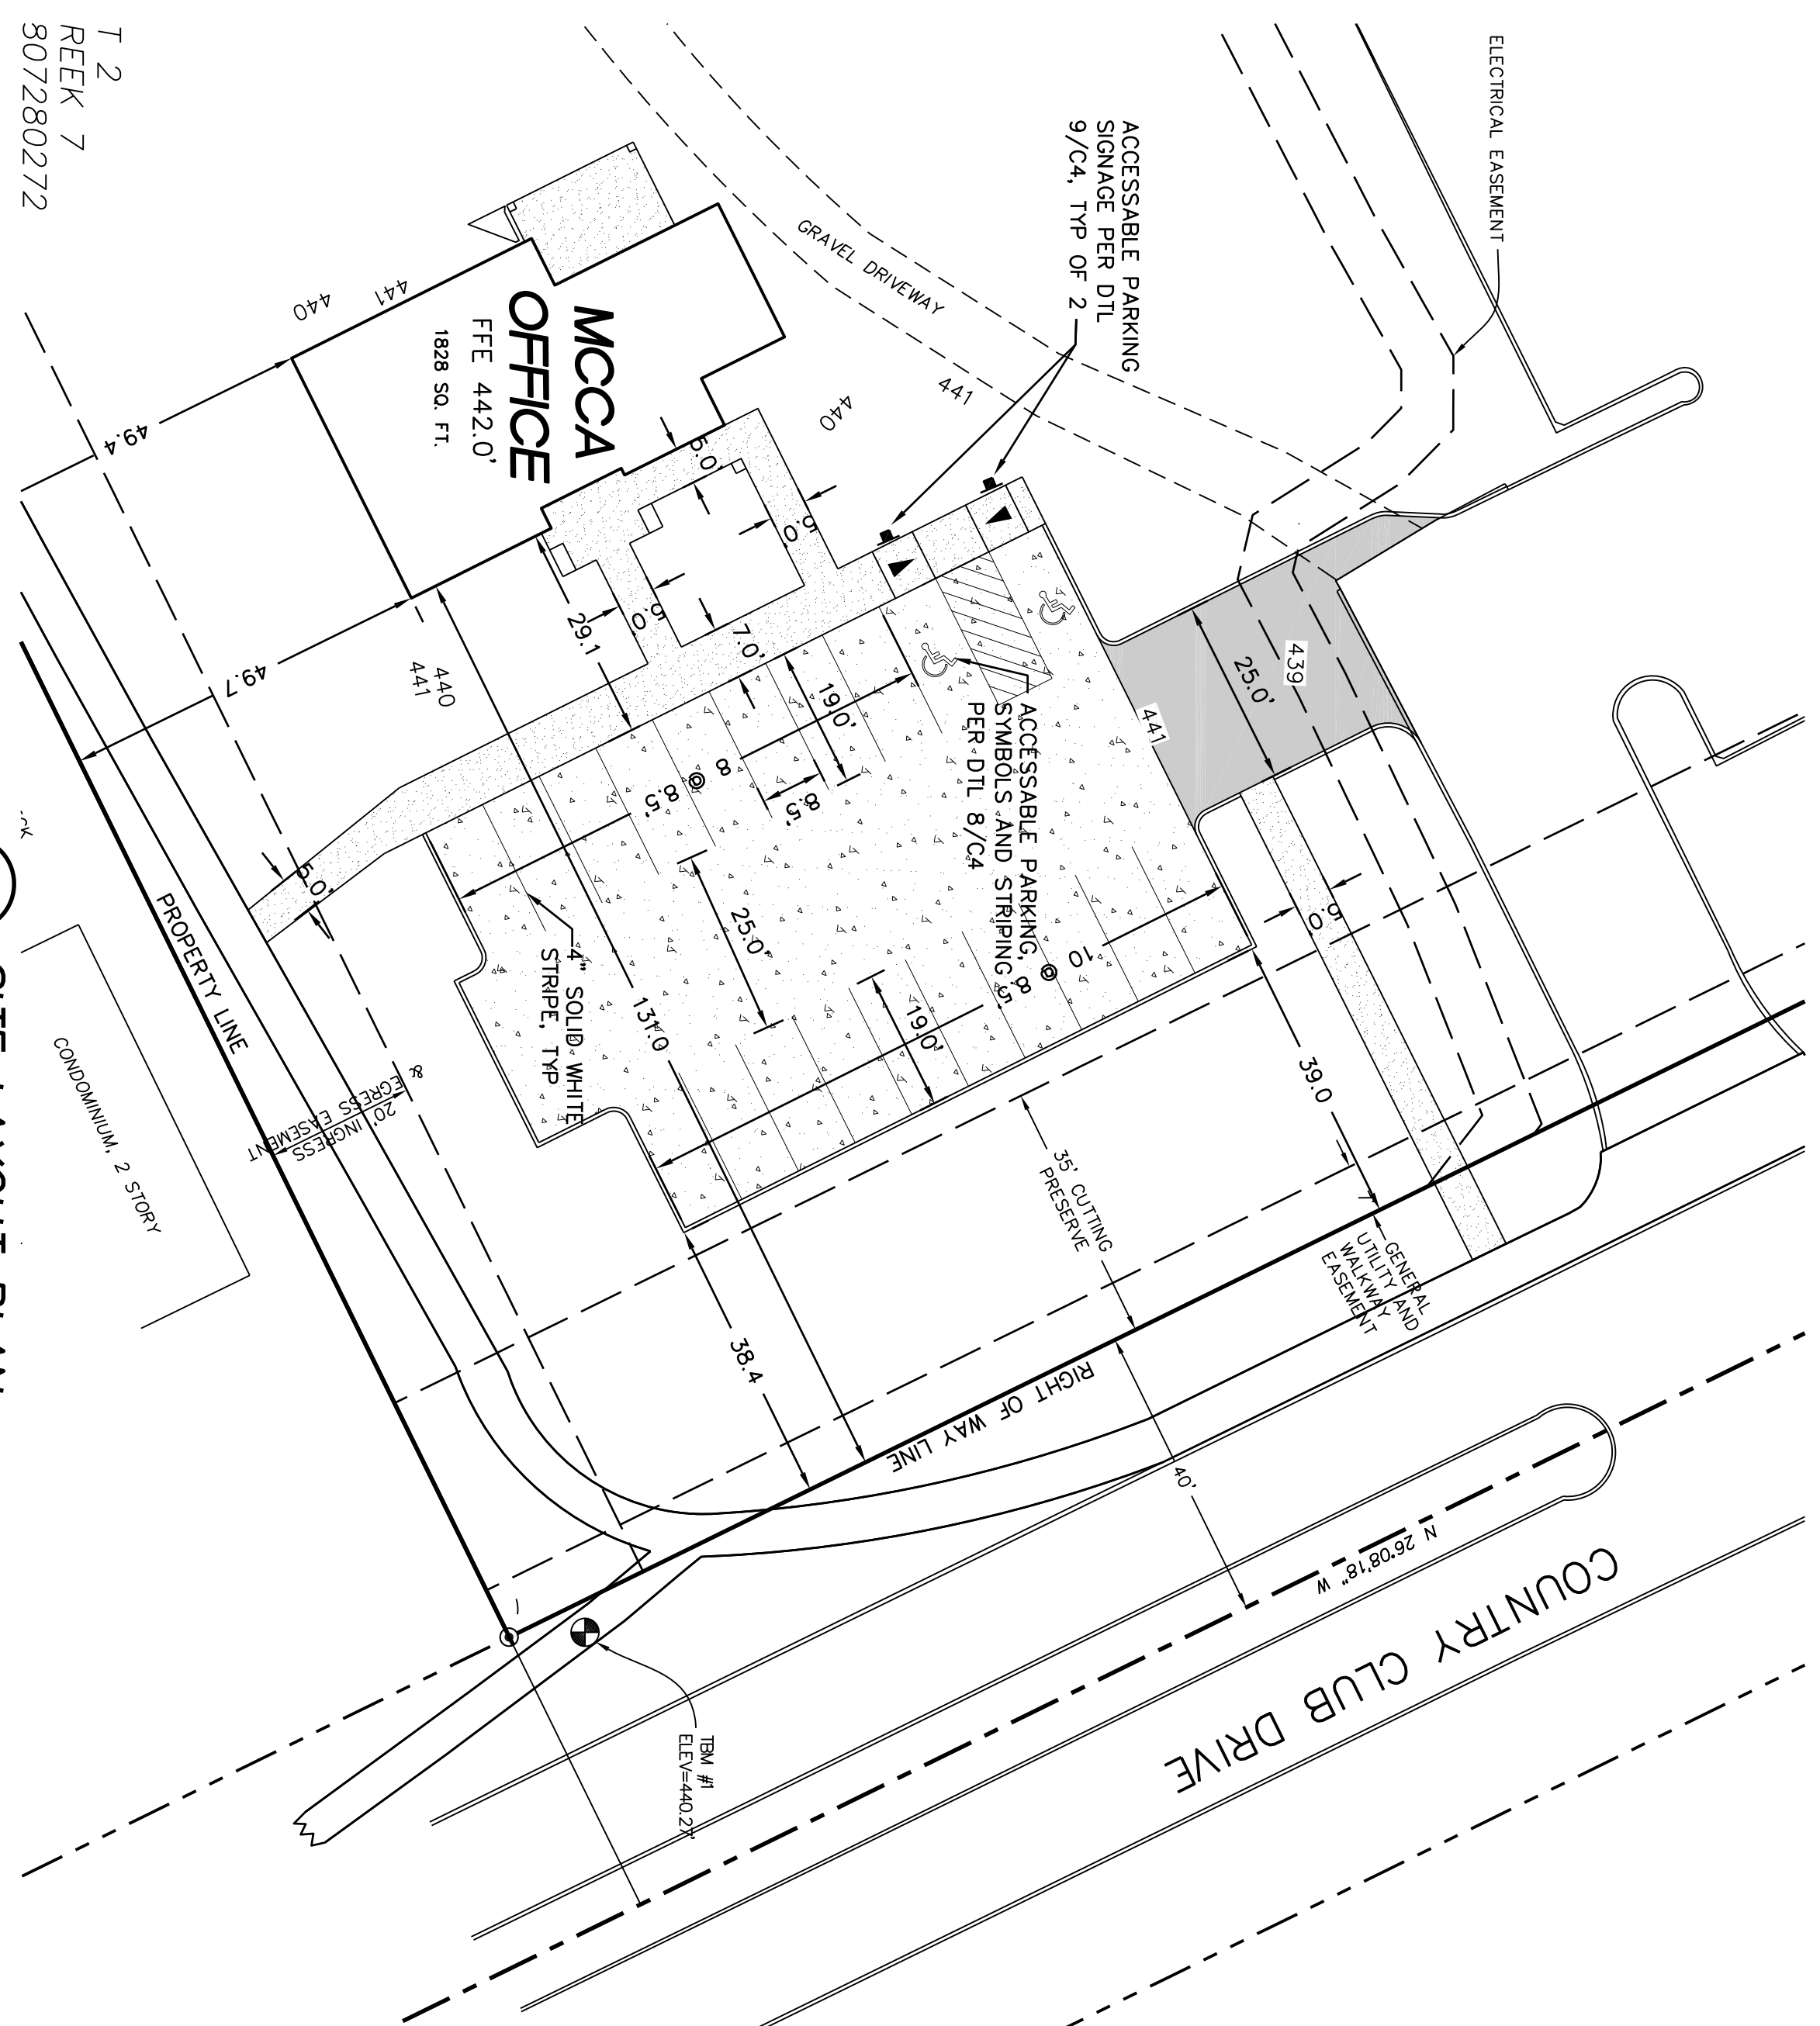 T 2
REEK 7
807280272
ELECTRICAL EASEMENT
ACCESSABLE PARKING
SIGNAGE PER DTL
9/C4, TYP OF 2
GRAVEL DRIVEWAY
441
440
441
440
MCCA
OFFICE
FFE 442.0'
1828 SQ. FT.
49.4
49.7
440
441
5.0'
5.0'
5.0'
29.1
7.0'
19.0'
8 @ 8.5'
8.5'
25.0'
439
441
25.0'
ACCESSABLE PARKING,
SYMBOLS AND STRIPING
PER DTL 8/C4
5.0'
5.0'
10 @ 8.5'
19.0'
4" SOLID WHITE
STRIPE, TYP
131.0
39.0
38.4
35' CUTTING
PRESERVE
GENERAL
UTILITY AND
WALKWAY
EASEMENT
PROPERTY LINE
CONDOMINIUM, 2 STORY
20' INGRESS
& EGRESS EASEMENT
RIGHT OF WAY LINE
40'
N 26°08'18" W
COUNTRY CLUB DRIVE
TBM #1
ELEV=440.27'